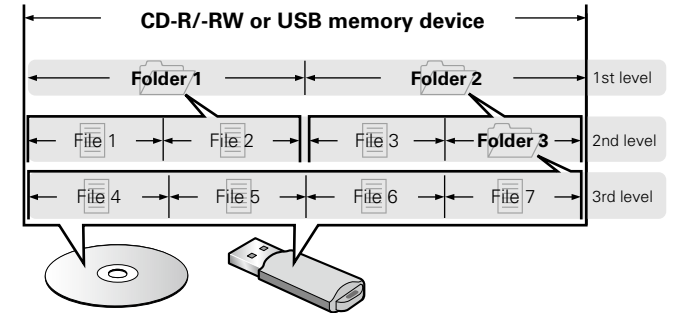 CD-R/-RW or USB memory device
Folder 1 Folder 2 1st level
File 1 File 2 File 3 Folder 3 2nd level
File 4 File 5 File 6 File 7 3rd level